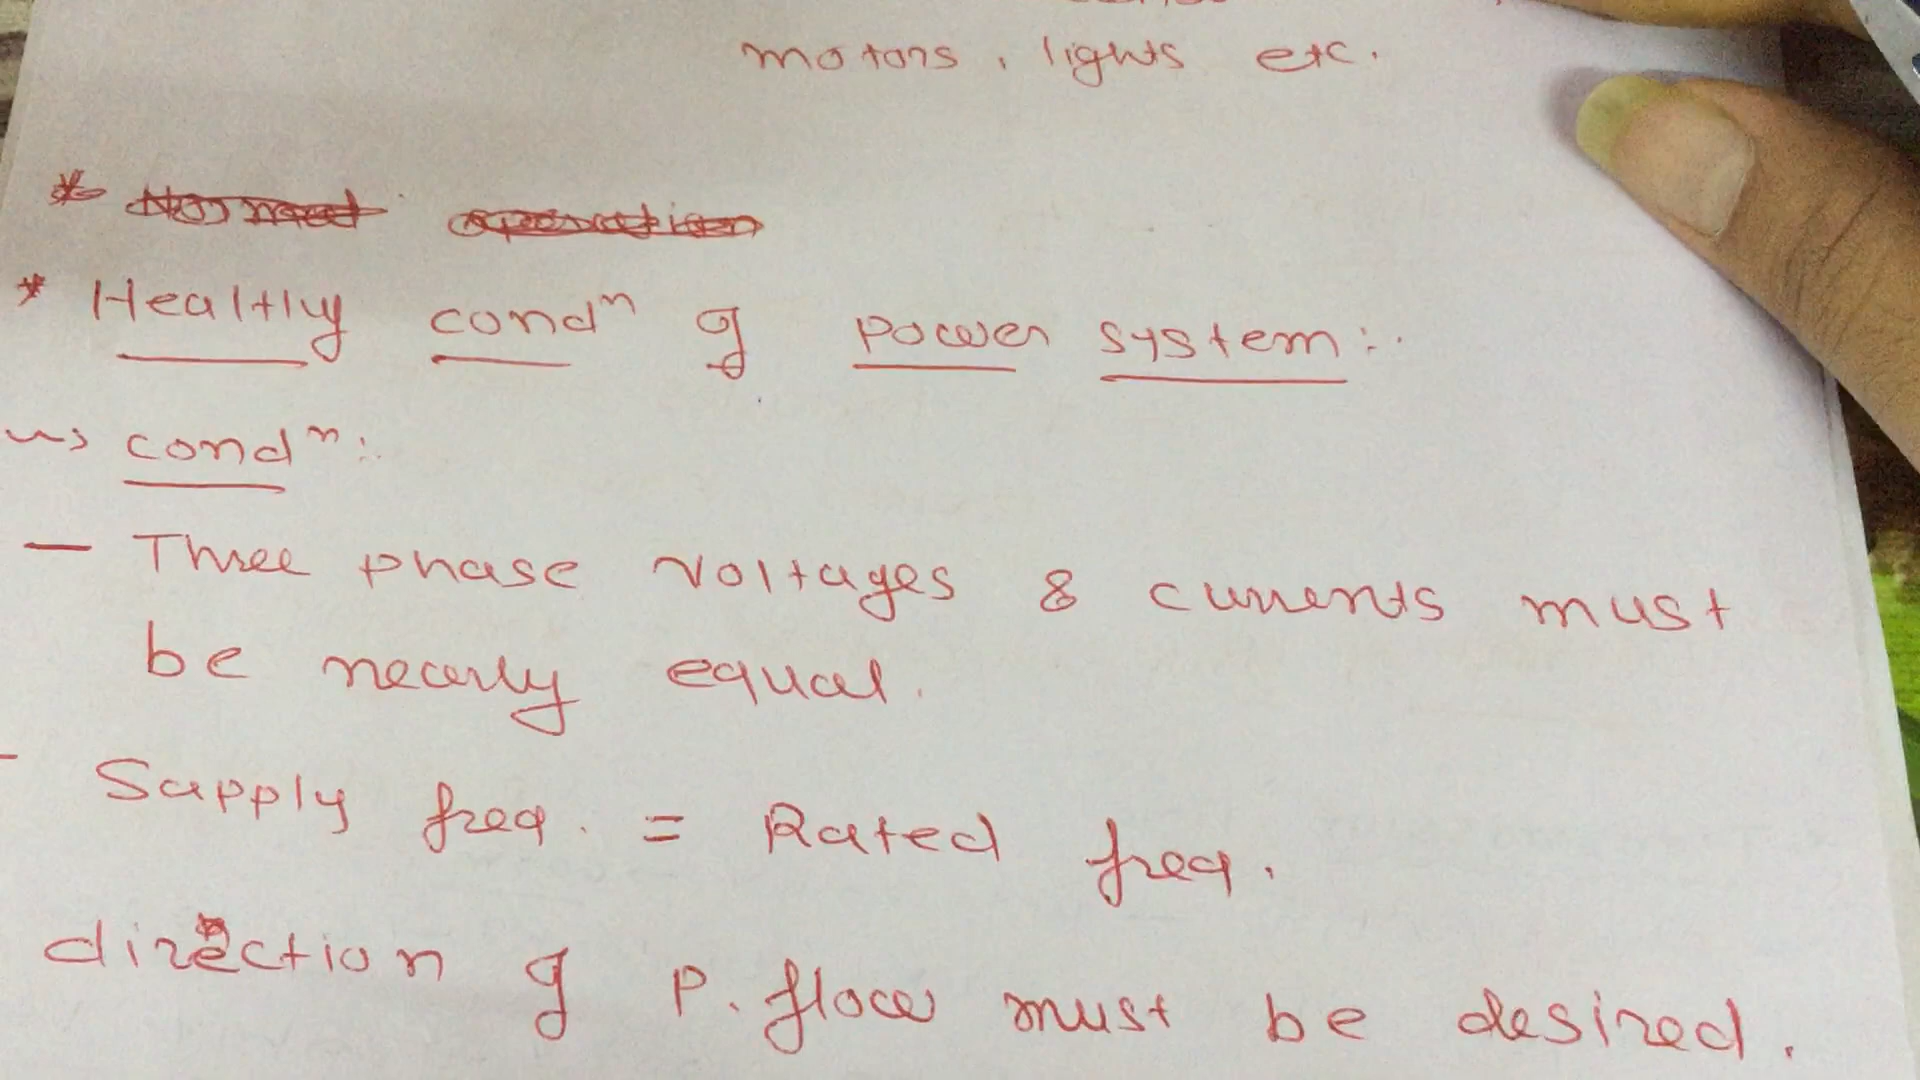 motors, lights etc.
*
* Healthy condⁿ of power system:.
condⁿ:.
— Three phase voltages & currents must
be nearly equal.
- Supply freq. = Rated freq.
direction of P. flow must be desired.